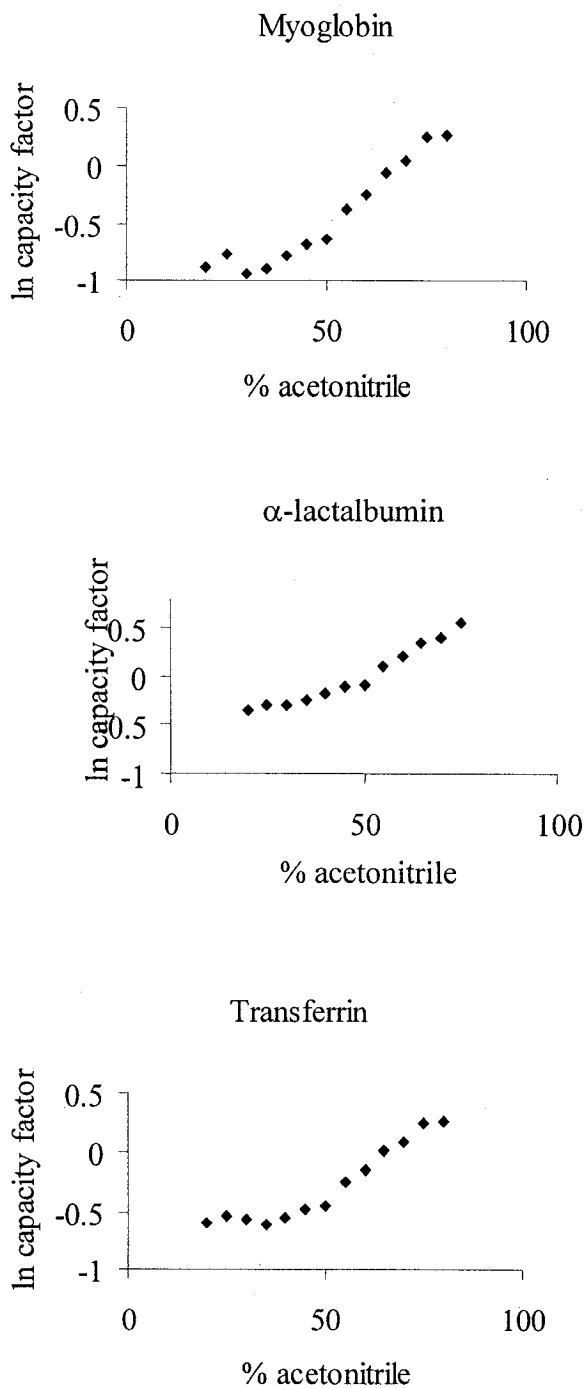 Myoglobin
ln capacity factor
0.5
0
-0.5
-1
0 50 100
% acetonitrile
α-lactalbumin
ln capacity factor
0.5
0
-0.5
-1
0 50 100
% acetonitrile
Transferrin
ln capacity factor
0.5
0
-0.5
-1
0 50 100
% acetonitrile